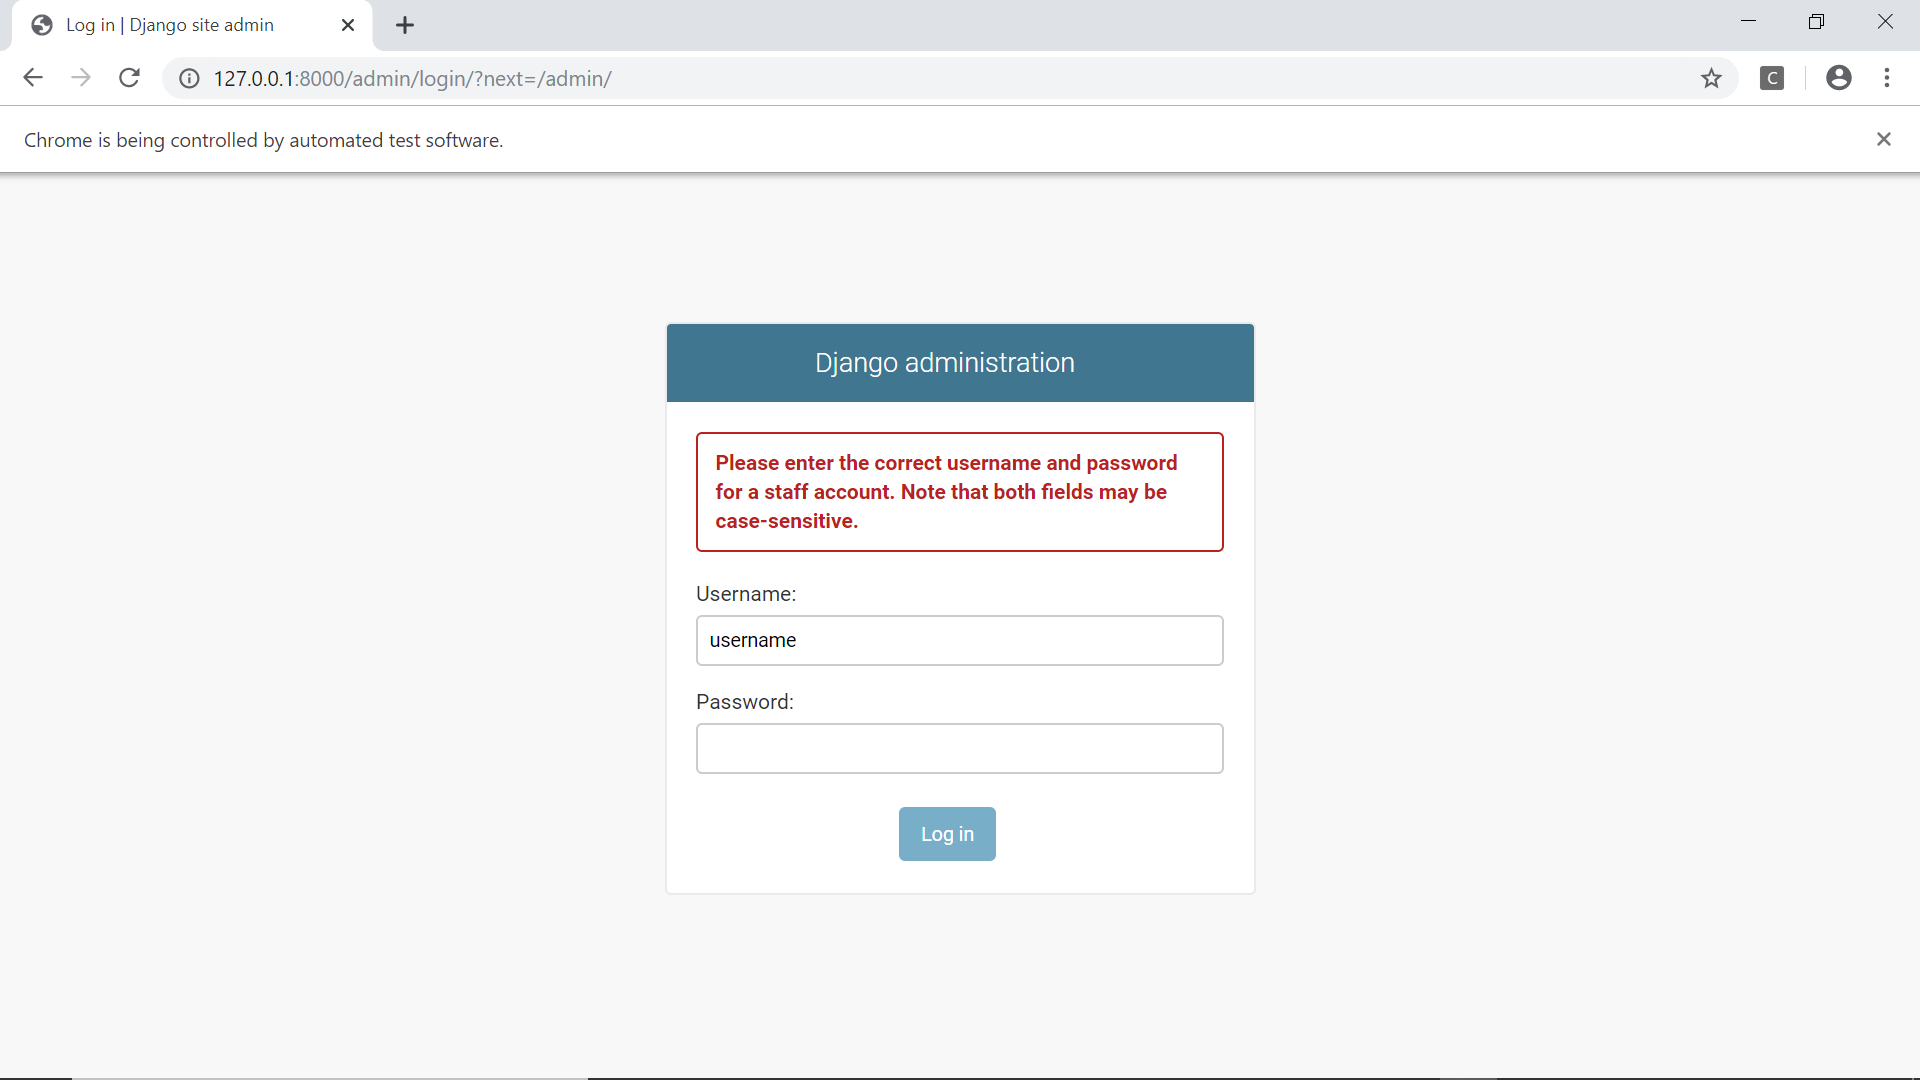 Log in | Django site admin
127.0.0.1:8000/admin/login/?next=/admin/
C
Chrome is being controlled by automated test software.
Django administration
Please enter the correct username and password
for a staff account. Note that both fields may be
case-sensitive.
Username:
username
Password:
Log in